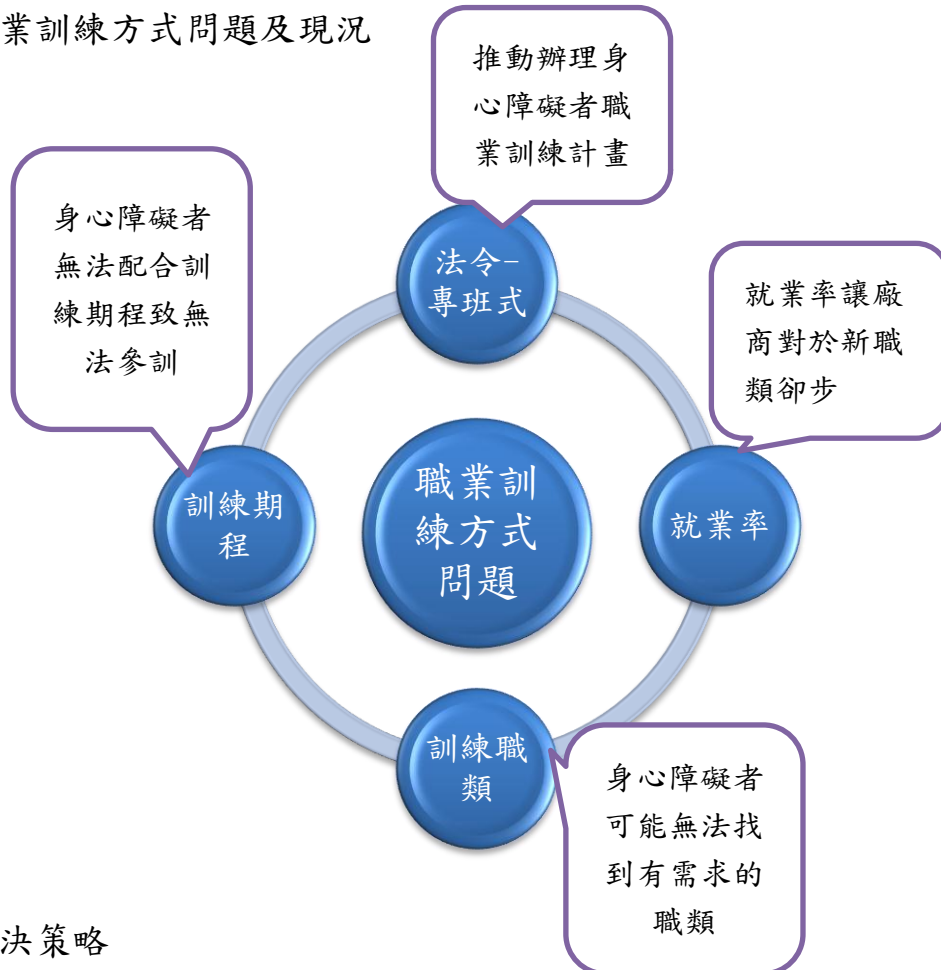 業訓練方式問題及現況
推動辦理身
心障礙者職
業訓練計畫
身心障礙者
無法配合訓
練期程致無
法參訓
法令-
專班式
就業率讓廠
商對於新職
類卻步
訓練期
程
職業訓
練方式
問題
就業率
訓練職
類
身心障礙者
可能無法找
到有需求的
職類
決策略